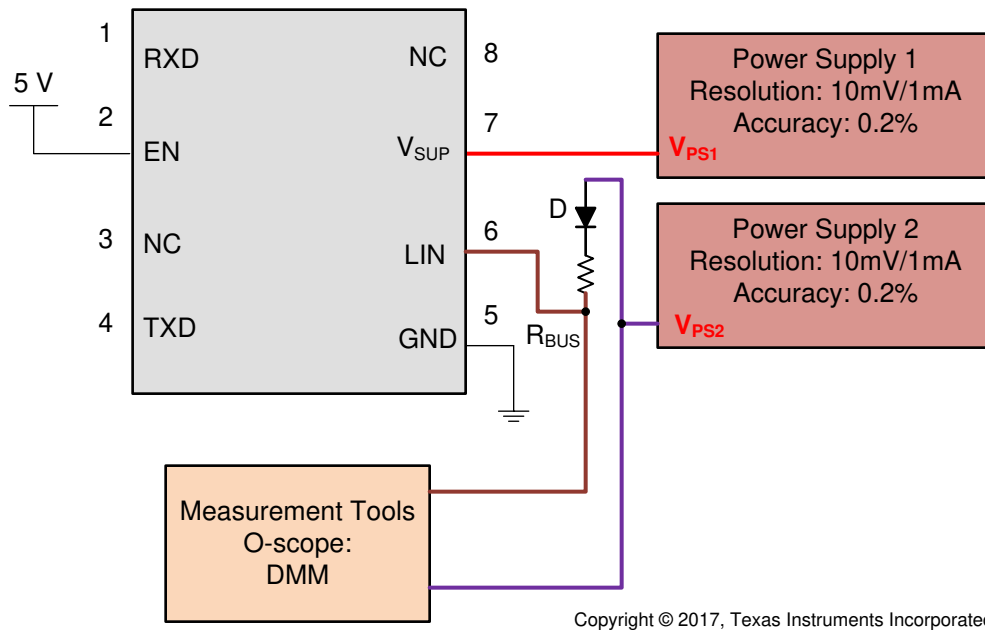 1
RXD
NC
8
5 V
2
EN
7
VSUP
3
NC
6
LIN
4
TXD
5
GND
D
RBUS
Power Supply 1
Resolution: 10mV/1mA
Accuracy: 0.2%
VPS1
Power Supply 2
Resolution: 10mV/1mA
Accuracy: 0.2%
VPS2
Measurement Tools
O-scope:
DMM
Copyright © 2017, Texas Instruments Incorporated